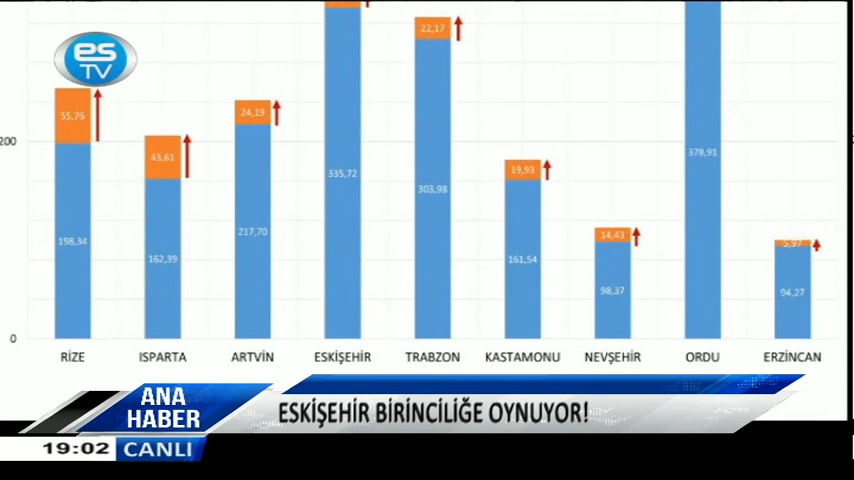 es
TV
22,17
55,76
24,19
200
43,61
335,72
378,91
19,93
303,98
198,34
217,70
162,39
161,54
14,43
5,97
98,37
94,27
0
RİZE ISPARTA ARTVİN ESKİŞEHİR TRABZON KASTAMONU NEVŞEHİR ORDU ERZİNCAN
ANA
HABER
ESKİŞEHİR BİRİNCİLİĞE OYNUYOR!
19:02 CANLI